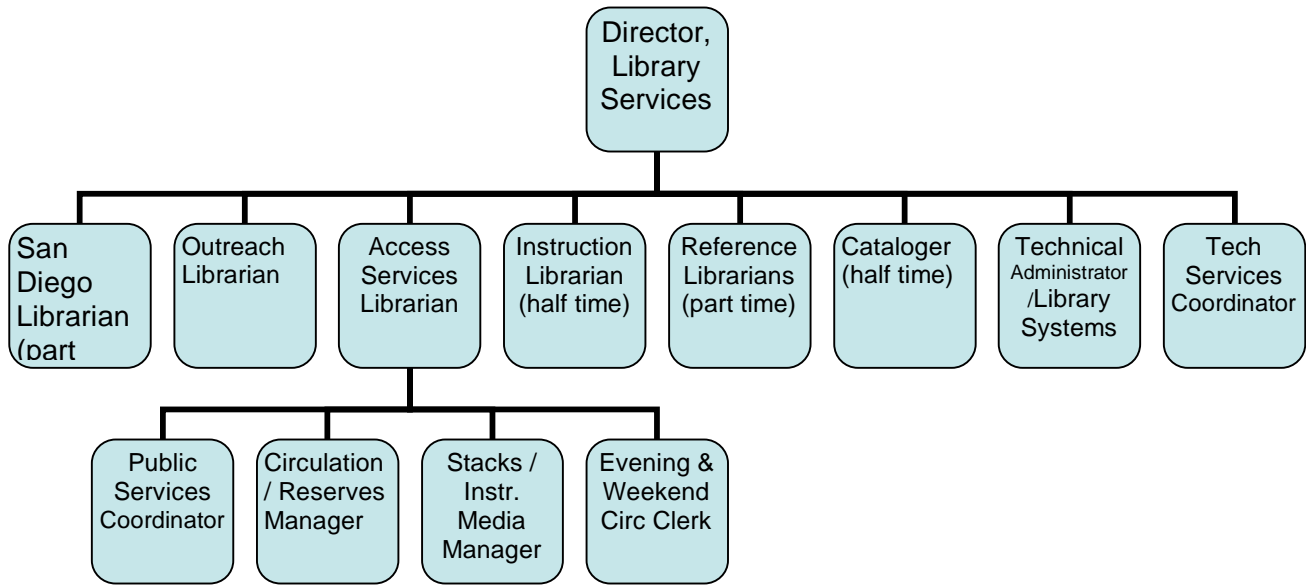 Director,
Library
Services
San
Diego
Librarian
(part
Outreach
Librarian
Access
Services
Librarian
Instruction
Librarian
(half time)
Reference
Librarians
(part time)
Cataloger
(half time)
Technical
Administrator
/Library
Systems
Tech
Services
Coordinator
Public
Services
Coordinator
Circulation
/ Reserves
Manager
Stacks /
Instr.
Media
Manager
Evening &
Weekend
Circ Clerk